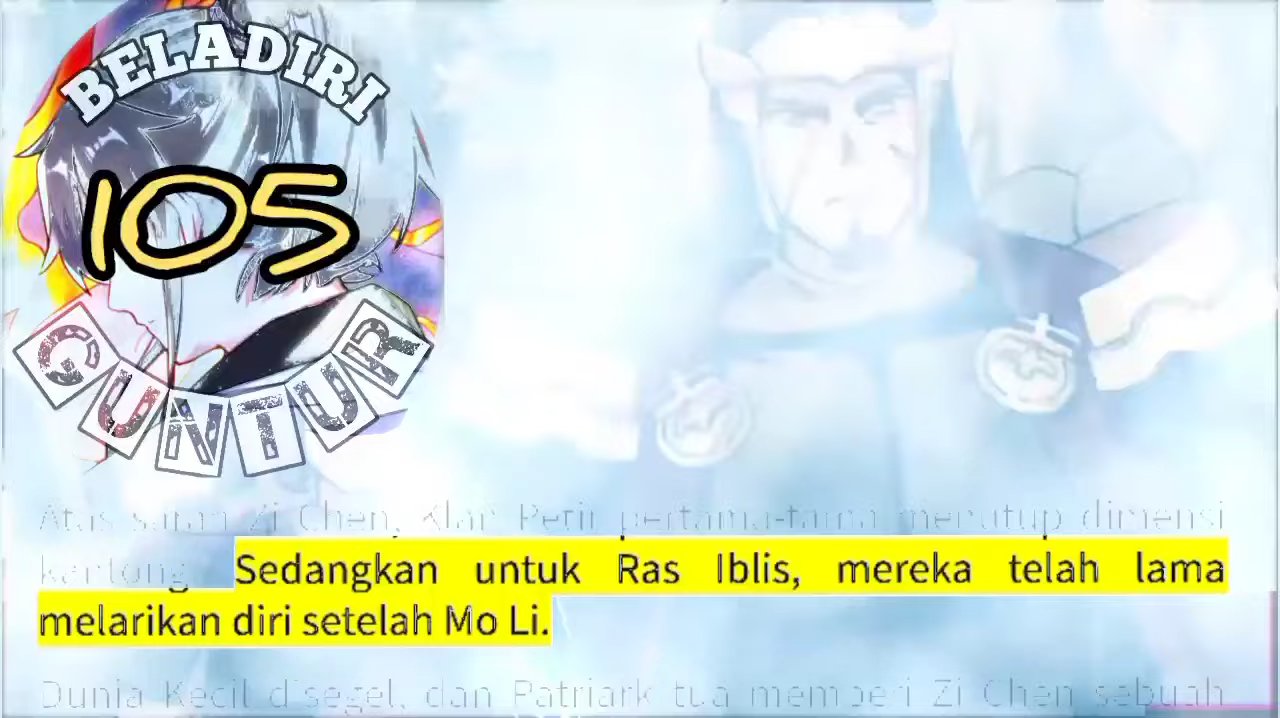 BELADIRI
105
GUNTUR
Atas saran Zi Chen, Klan Petir pertama-tama menutup dimensi
kantong. Sedangkan untuk Ras Iblis, mereka telah lama
melarikan diri setelah Mo Li.
Dunia Kecil disegel, dan Patriark tua memberi Zi Chen sebuah